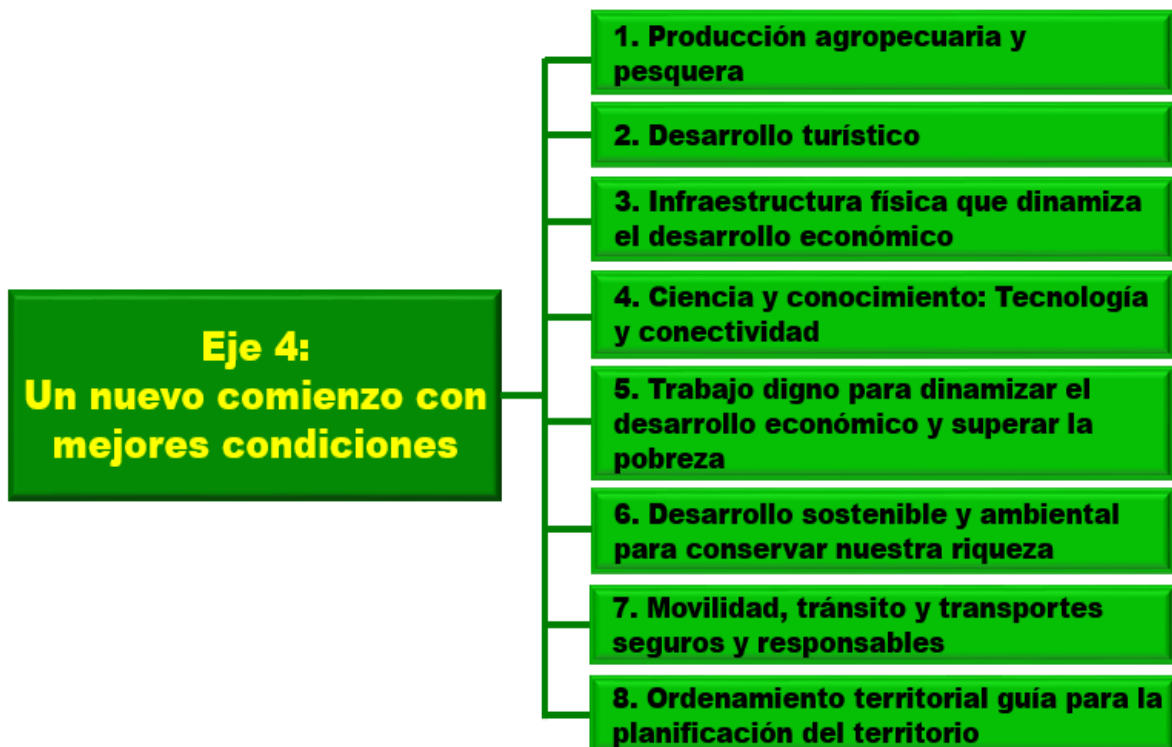 Eje 4:
Un nuevo comienzo con
mejores condiciones
1. Producción agropecuaria y
pesquera
2. Desarrollo turístico
3. Infraestructura física que dinamiza
el desarrollo económico
4. Ciencia y conocimiento: Tecnología
y conectividad
5. Trabajo digno para dinamizar el
desarrollo económico y superar la
pobreza
6. Desarrollo sostenible y ambiental
para conservar nuestra riqueza
7. Movilidad, tránsito y transportes
seguros y responsables
8. Ordenamiento territorial guía para la
planificación del territorio